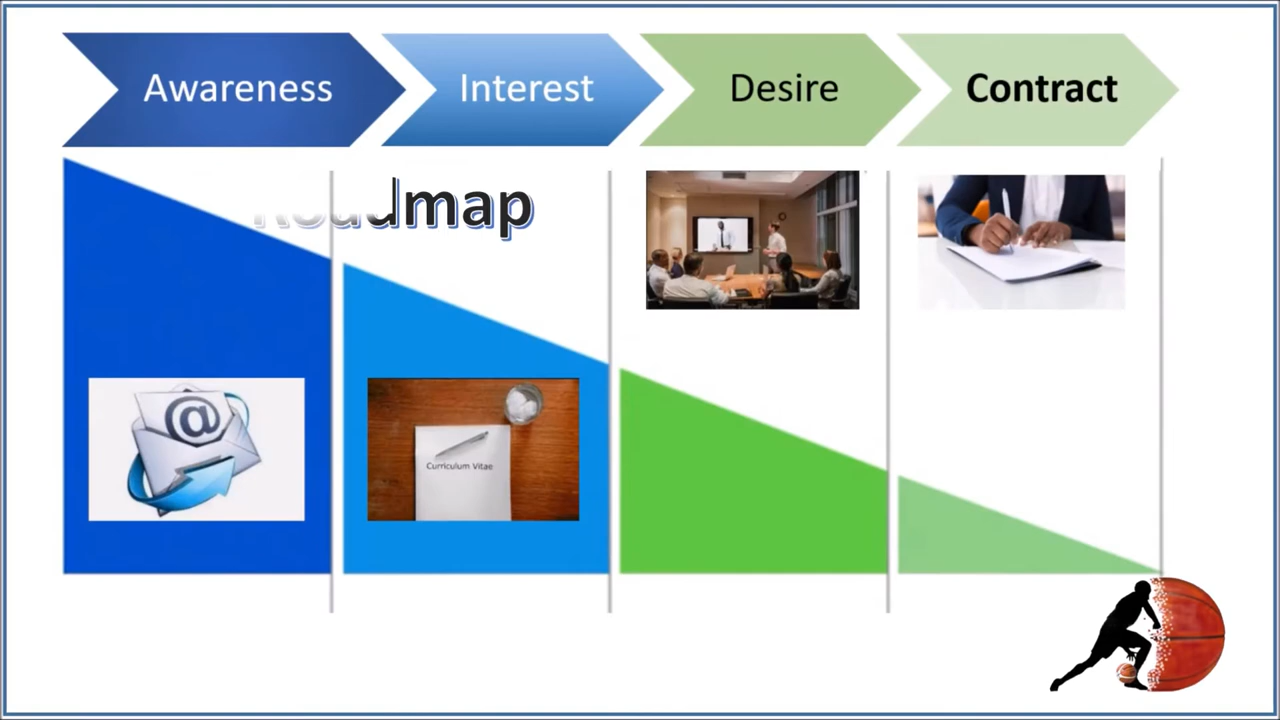 Awareness
Interest
Desire
Contract
Roadmap
@
Curriculum Vitae